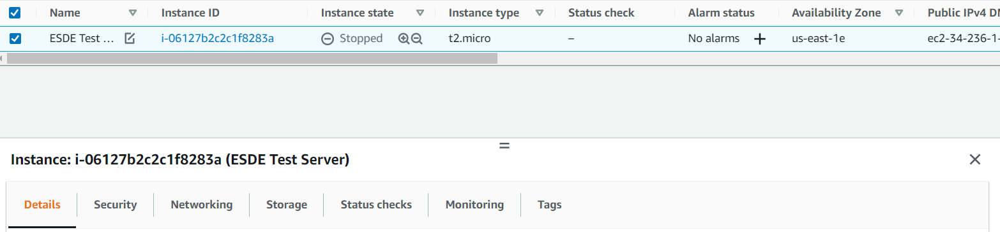 Name Instance ID Instance state Instance type Status check Alarm status Availability Zone Public IPv4 DN
ESDE Test ... i-06127b2c2c1f8283a Stopped t2.micro – No alarms + us-east-1e ec2-34-236-1-
Instance: i-06127b2c2c1f8283a (ESDE Test Server)
Details Security Networking Storage Status checks Monitoring Tags